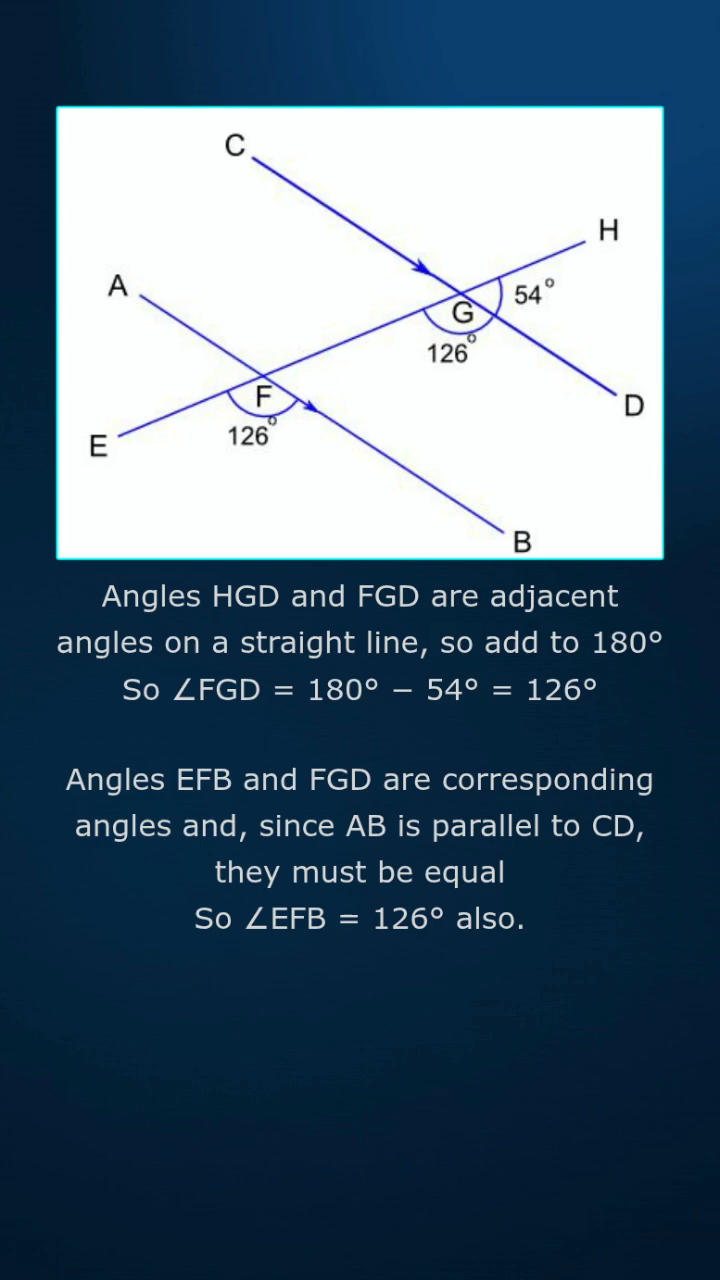 C
H
A
54°
G
126°
F
D
126°
E
B
Angles HGD and FGD are adjacent
angles on a straight line, so add to 180°
So ∠FGD = 180° − 54° = 126°
Angles EFB and FGD are corresponding
angles and, since AB is parallel to CD,
they must be equal
So ∠EFB = 126° also.